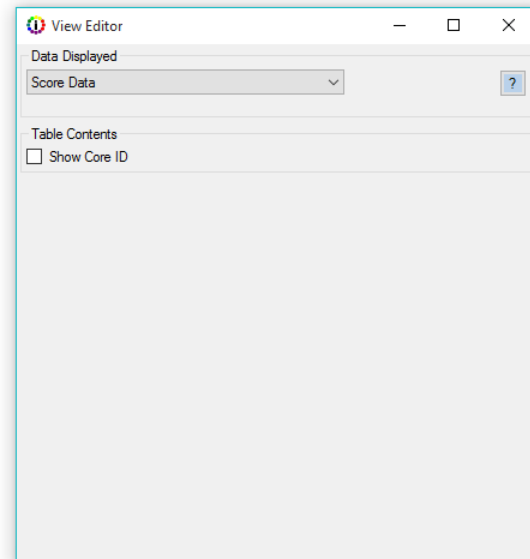 View Editor
Data Displayed
Score Data
?
Table Contents
Show Core ID